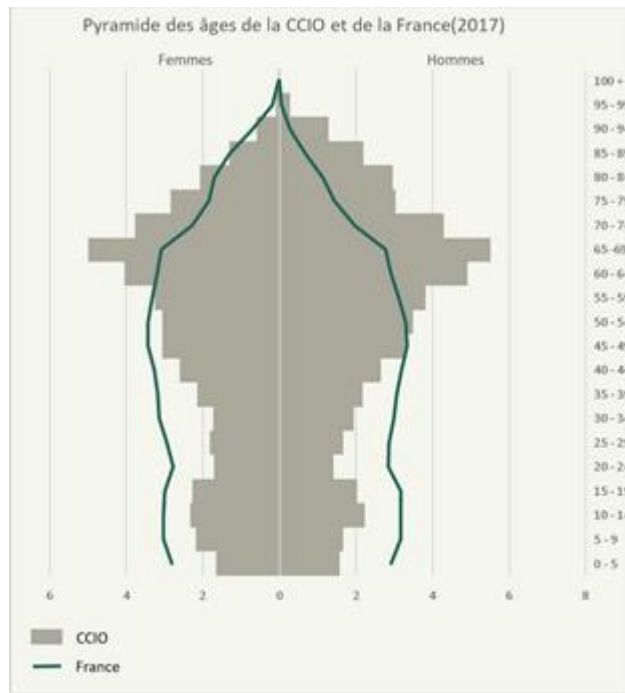 Pyramide des âges de la CCIO et de la France(2017)
Femmes
Hommes
100 +
95 - 9
90 - 9
85 - 8
80 - 8
75 - 7
70 - 7
65 - 69
60 - 6
55 - 5
50 - 5
45 - 4
40 - 4
35 - 3
30 - 3
25 - 2
20 - 2
15 - 1
10 - 1
5 - 9
0 - 5
6 4 2 0 2 4 6 8
CCIO
France